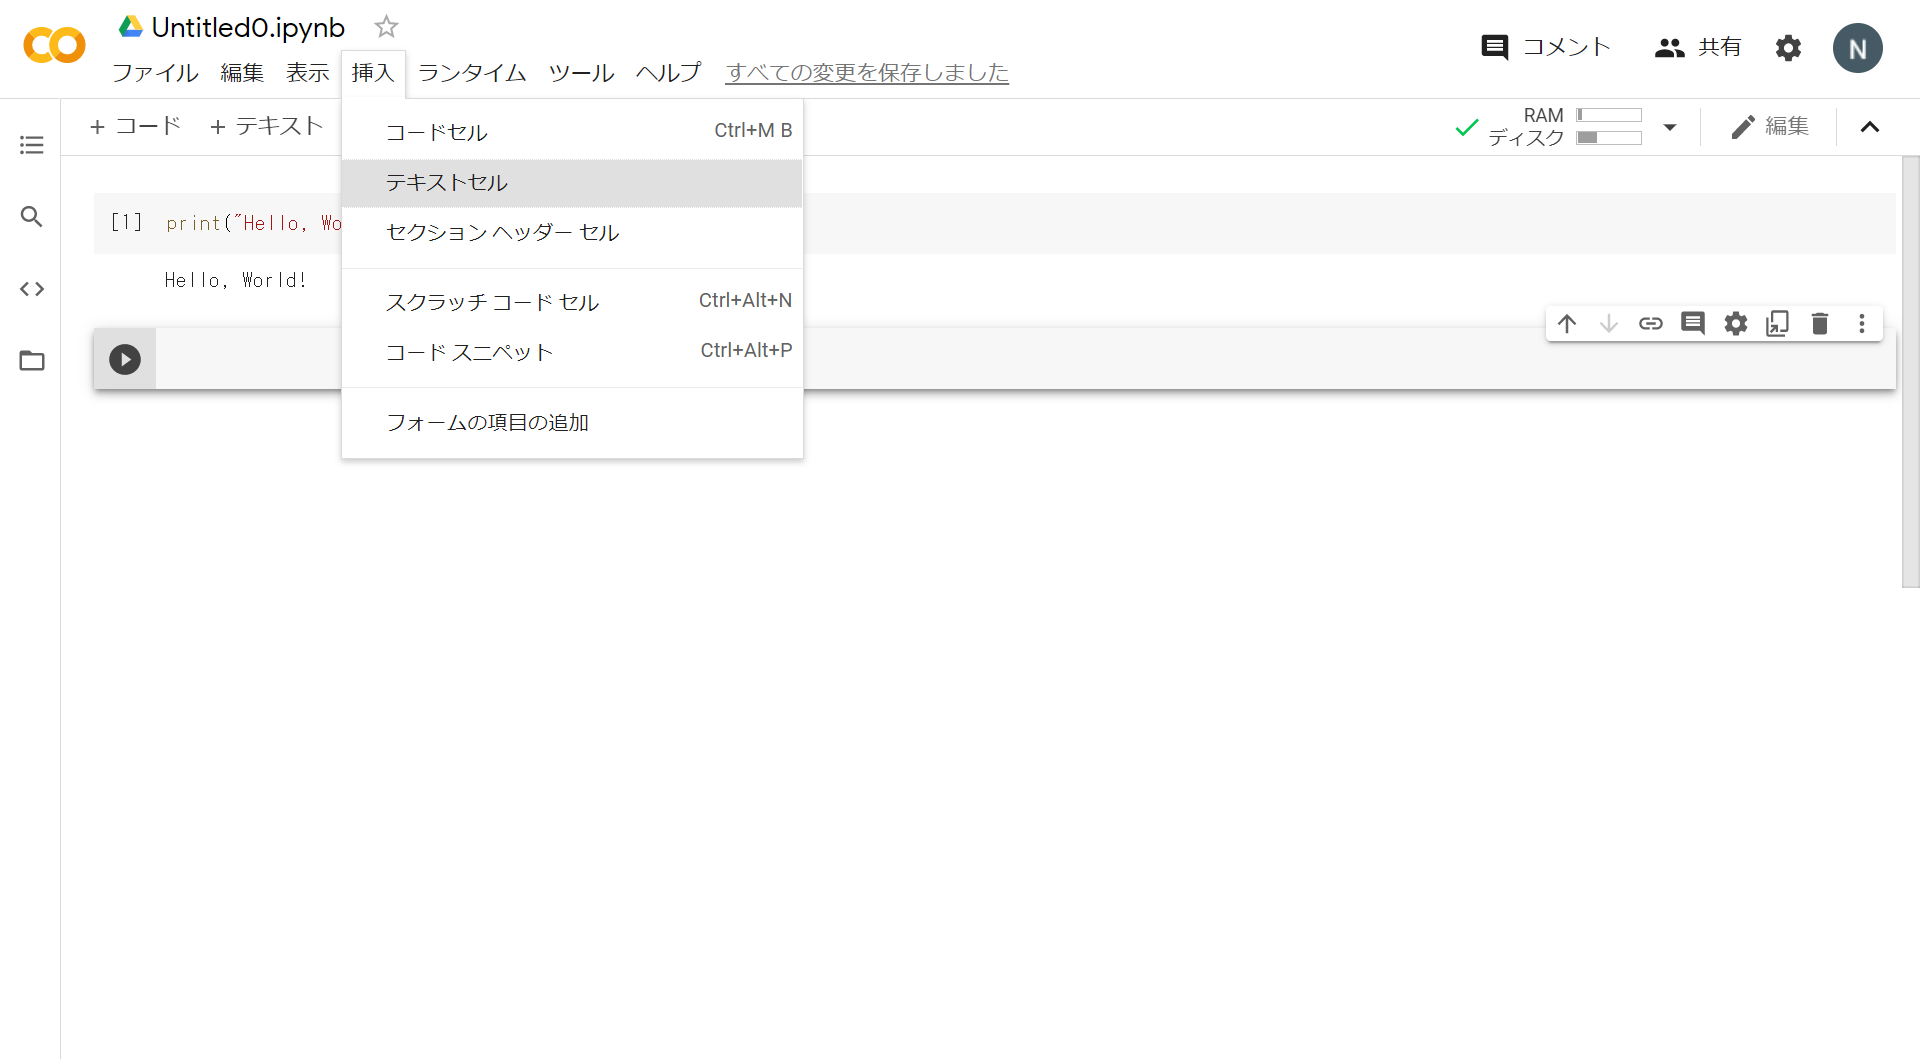 Untitled0.ipynb
ファイル 編集 表示 挿入 ランタイム ツール ヘルプ すべての変更を保存しました
コメント 共有 N
+ コード + テキスト
RAM
ディスク
編集
コードセル Ctrl+M B
テキストセル
セクション ヘッダー セル
スクラッチ コード セル Ctrl+Alt+N
コード スニペット Ctrl+Alt+P
フォームの項目の追加
[1] print("Hello, Wo
Hello, World!